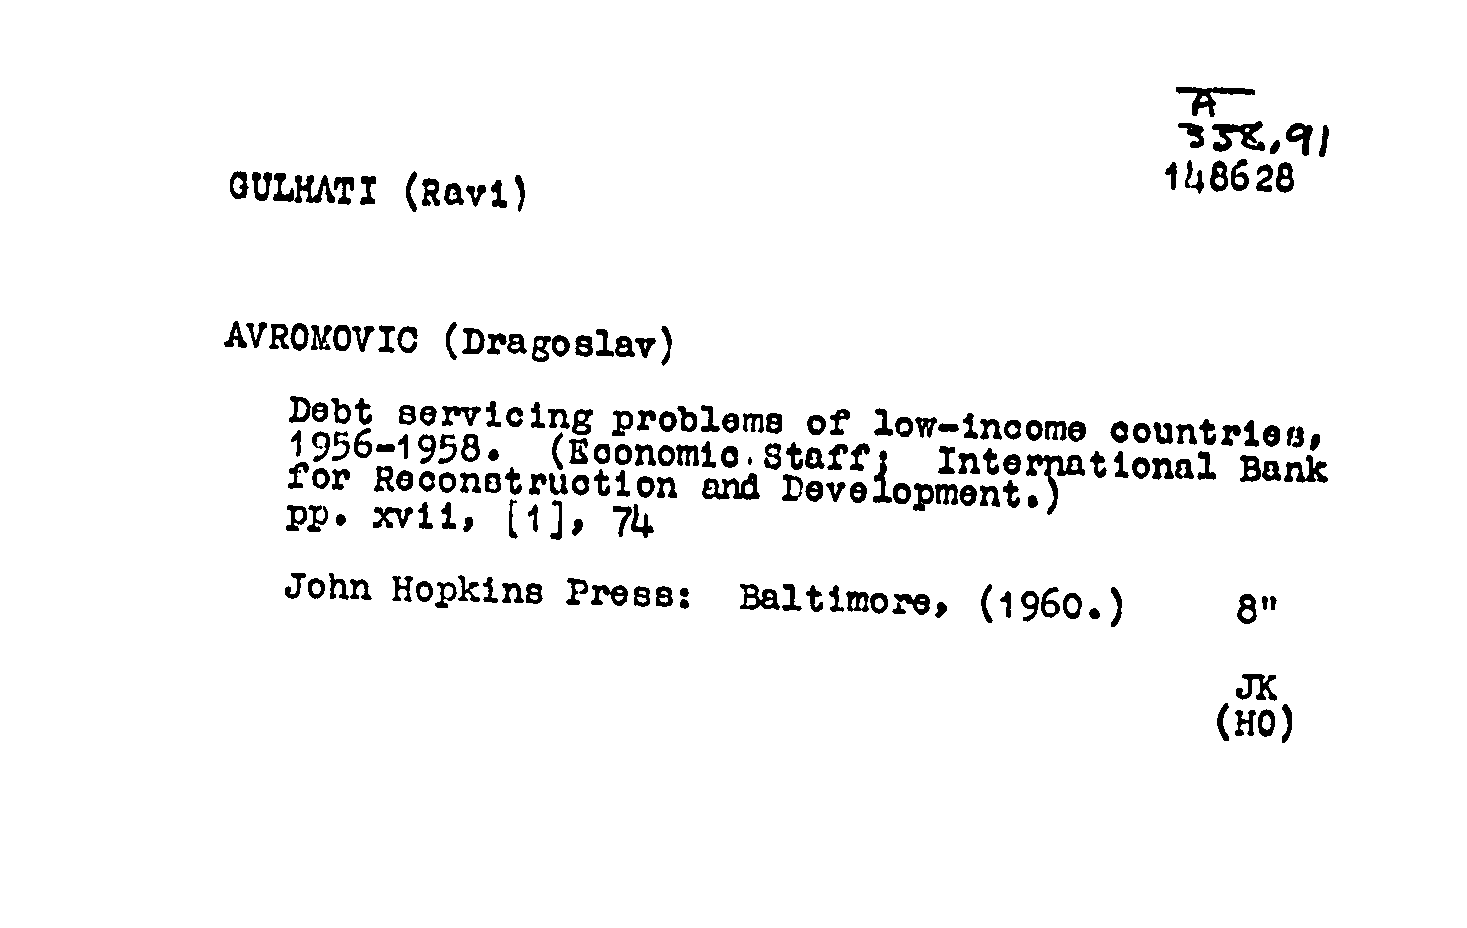 A
338.91
148628
GULHATI (Ravi)
AVROMOVIC (Dragoslav)
Debt servicing problems of low-income countries,
1956-1958. (Economic Staff; International Bank
for Reconstruction and Development.)
pp. xvii, [1], 74
John Hopkins Press: Baltimore, (1960.) 8"
JK
(HO)